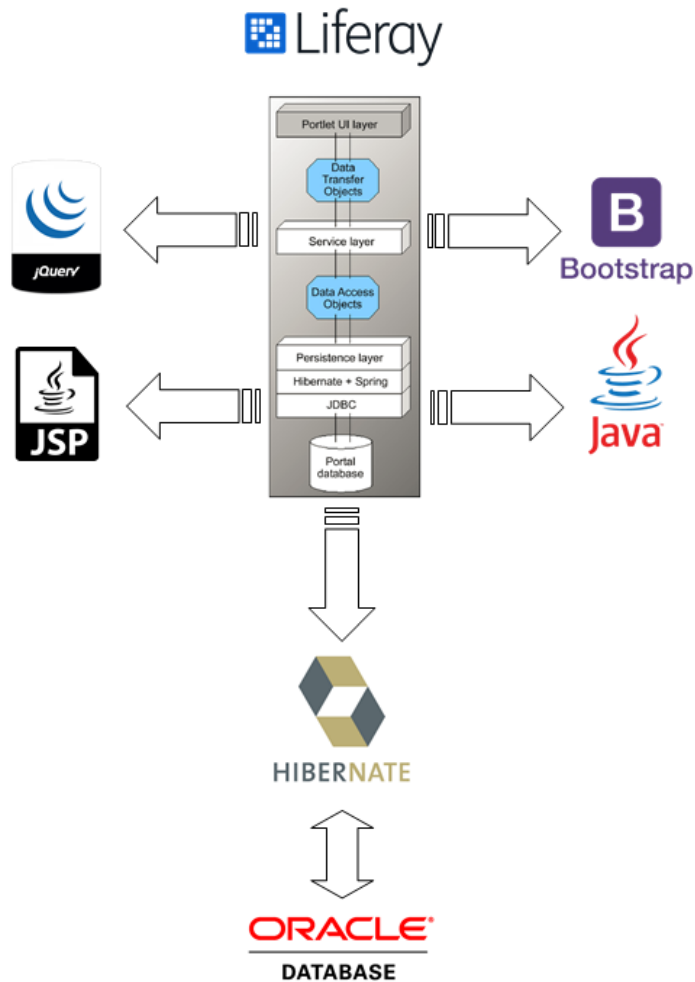 Liferay
Portlet UI layer
Data
Transfer
Objects
Service layer
Data Access
Objects
Persistence layer
Hibernate + Spring
JDBC
Portal
database
jQuery
B
Bootstrap
JSP
Java
HIBERNATE
ORACLE
DATABASE